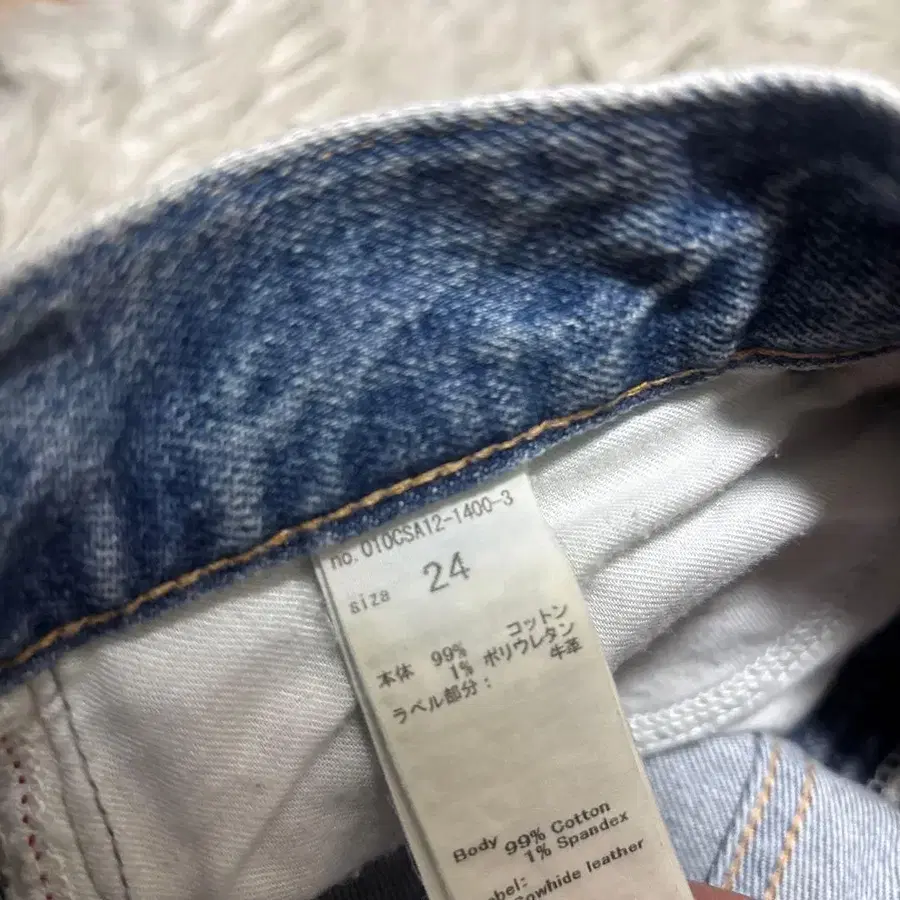 no.010CSA12-1400-3
size 24
本体 99% コットン
1% ポリウレタン
ラベル部分: 牛革
Body 99% Cotton
1% Spandex
Label:
Cowhide leather